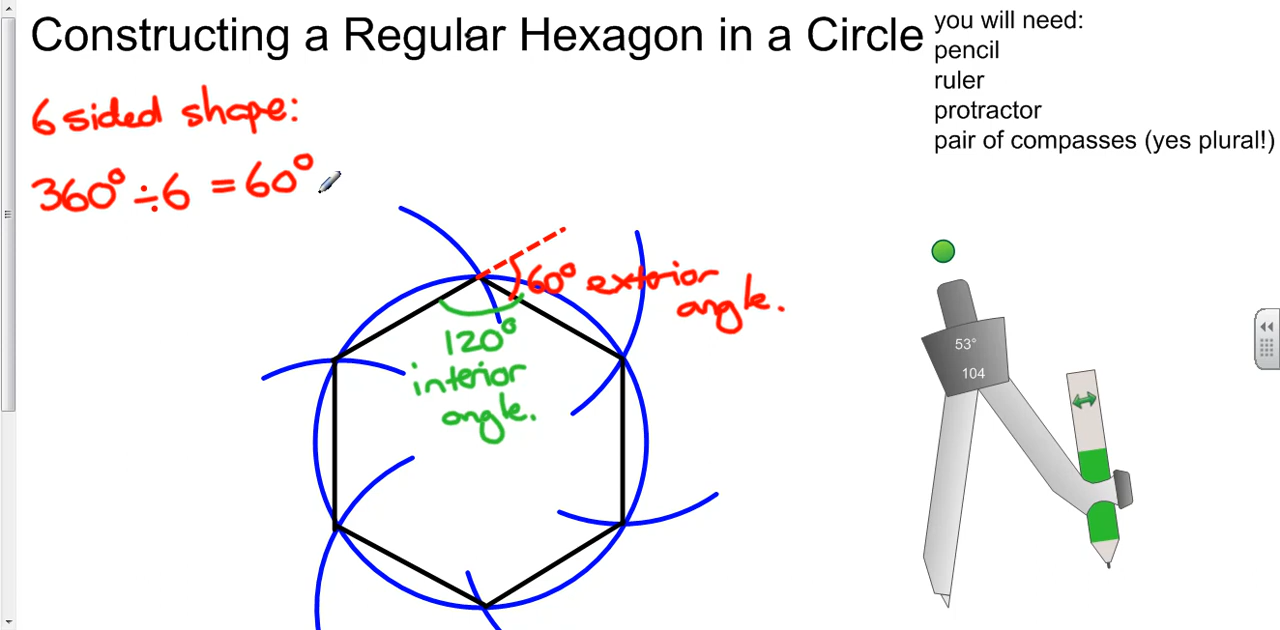 Constructing a Regular Hexagon in a Circle
you will need:
pencil
ruler
protractor
pair of compasses (yes plural!)
6 sided shape:
360° ÷ 6 = 60°
60° exterior
angle.
120°
interior
angle.
53°
104